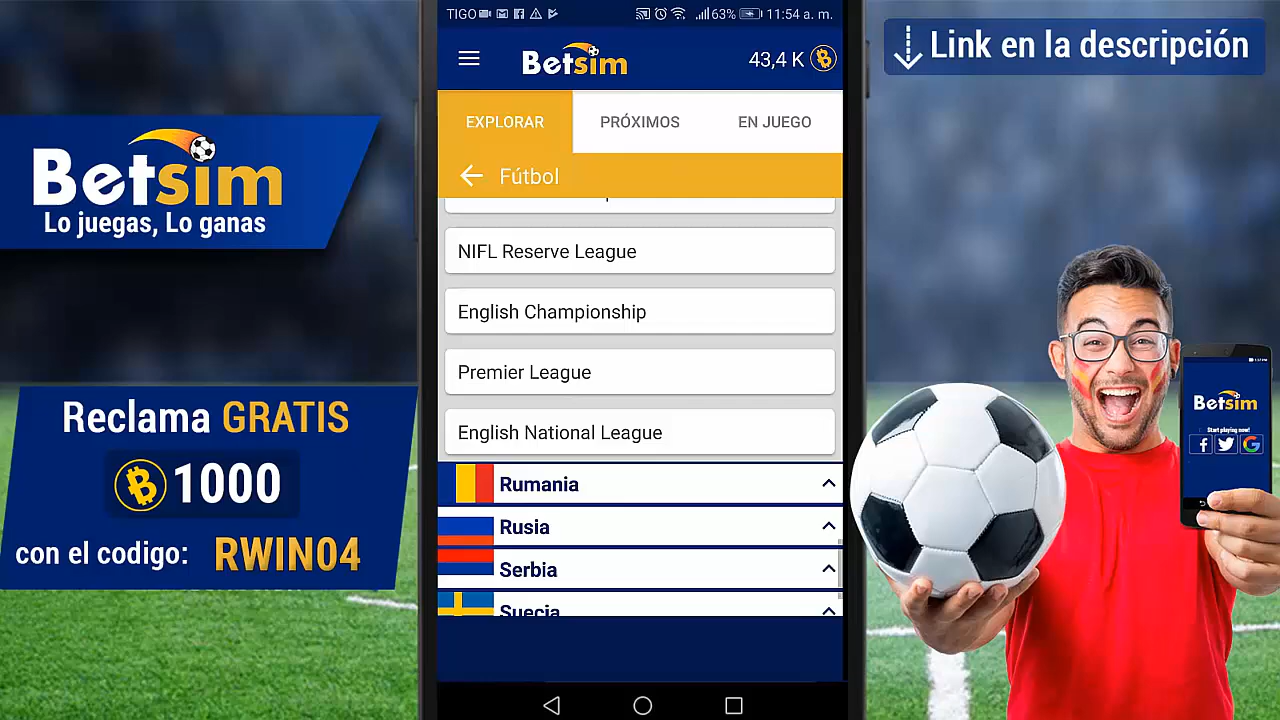 Betsim
Lo juegas, Lo ganas
Reclama GRATIS
1000
con el codigo: RWIN04
TIGO 63% 11:54 a. m.
Betsim 43,4 K
EXPLORAR PRÓXIMOS EN JUEGO
Fútbol
NIFL Reserve League
English Championship
Premier League
English National League
Rumania
Rusia
Serbia
Suecia
Link en la descripción
Betsim
Start playing now!